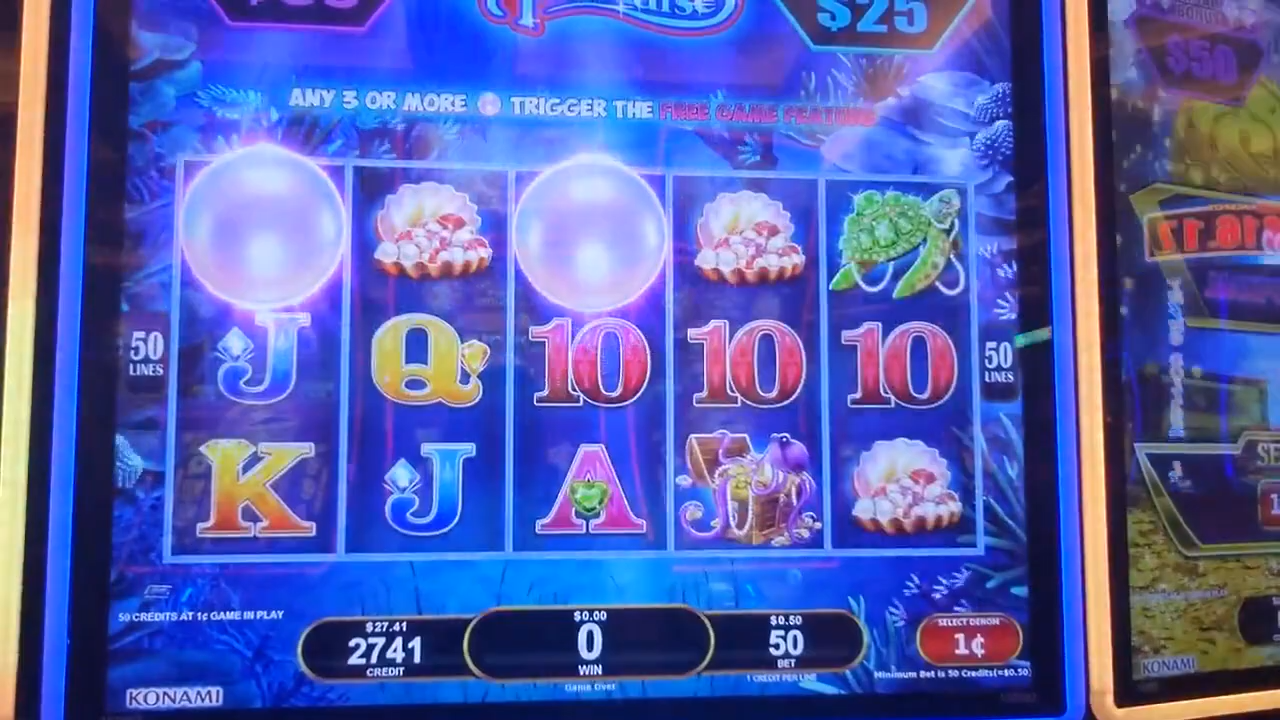 $25
$50
ANY 3 OR MORE TRIGGER THE FREE GAME FEATURE
J
Q
10
10
10
50
LINES
50
LINES
K
J
A
50 CREDITS AT 1¢ GAME IN PLAY
$27.41
2741
CREDIT
$0.00
0
WIN
Game Over
$0.50
50
BET
1 CREDIT PER LINE
SELECT DENOM
1¢
Minimum Bet is 50 Credits(=$0.50)
KONAMI
KONAMI